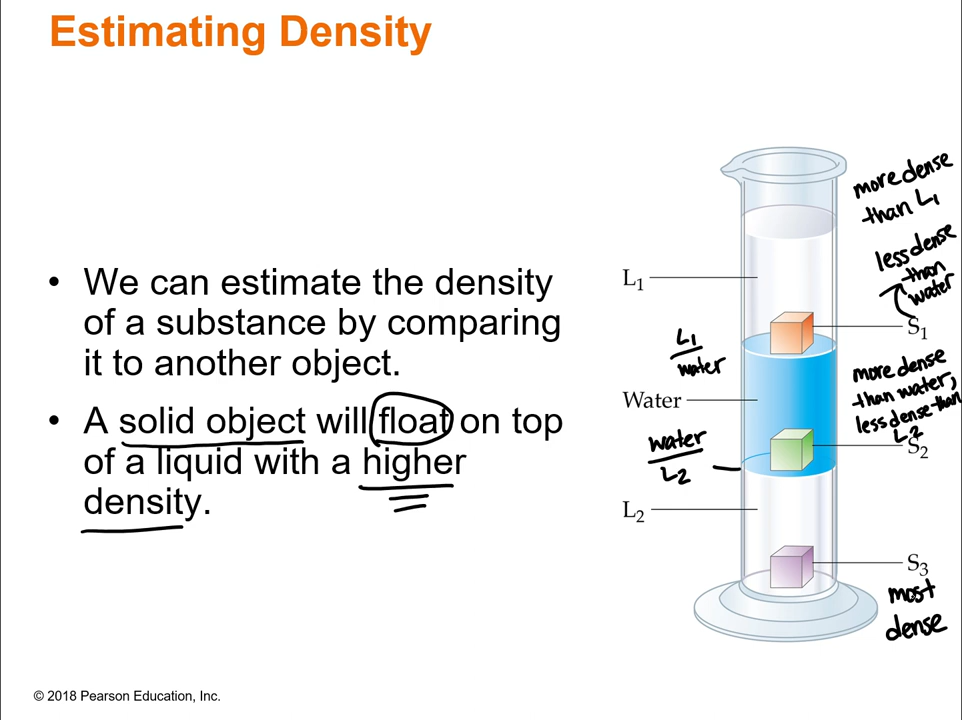 Estimating Density
• We can estimate the density
of a substance by comparing
it to another object.
• A solid object will float on top
of a liquid with a higher
density.
more dense
than L₁
less dense
than
water
L₁
S₁
L₁
water
more dense
than water,
less dense than
L₂
Water
water
L₂
S₂
L₂
S₃
most
dense
© 2018 Pearson Education, Inc.